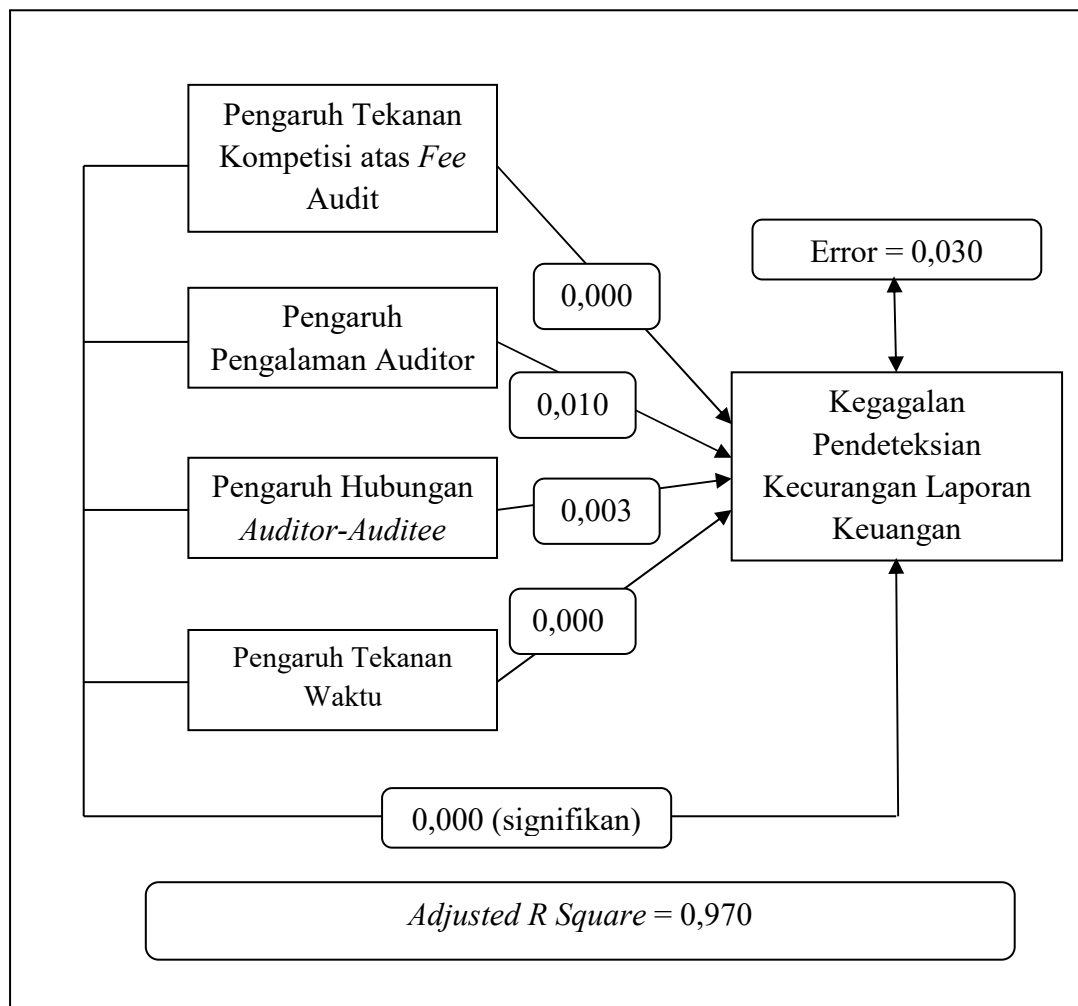 Pengaruh Tekanan
Kompetisi atas Fee
Audit
Error = 0,030
0,000
Pengaruh
Pengalaman Auditor
0,010
Kegagalan
Pendeteksian
Kecurangan Laporan
Keuangan
Pengaruh Hubungan
Auditor-Auditee
0,003
0,000
Pengaruh Tekanan
Waktu
0,000 (signifikan)
Adjusted R Square = 0,970